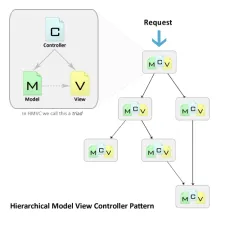 Request
C
Controller
M
V
Model
View
In HMVC we call this a triad
M C V
M C V
M C V
M C V
M C V
M C V
M C V
Hierarchical Model View Controller Pattern